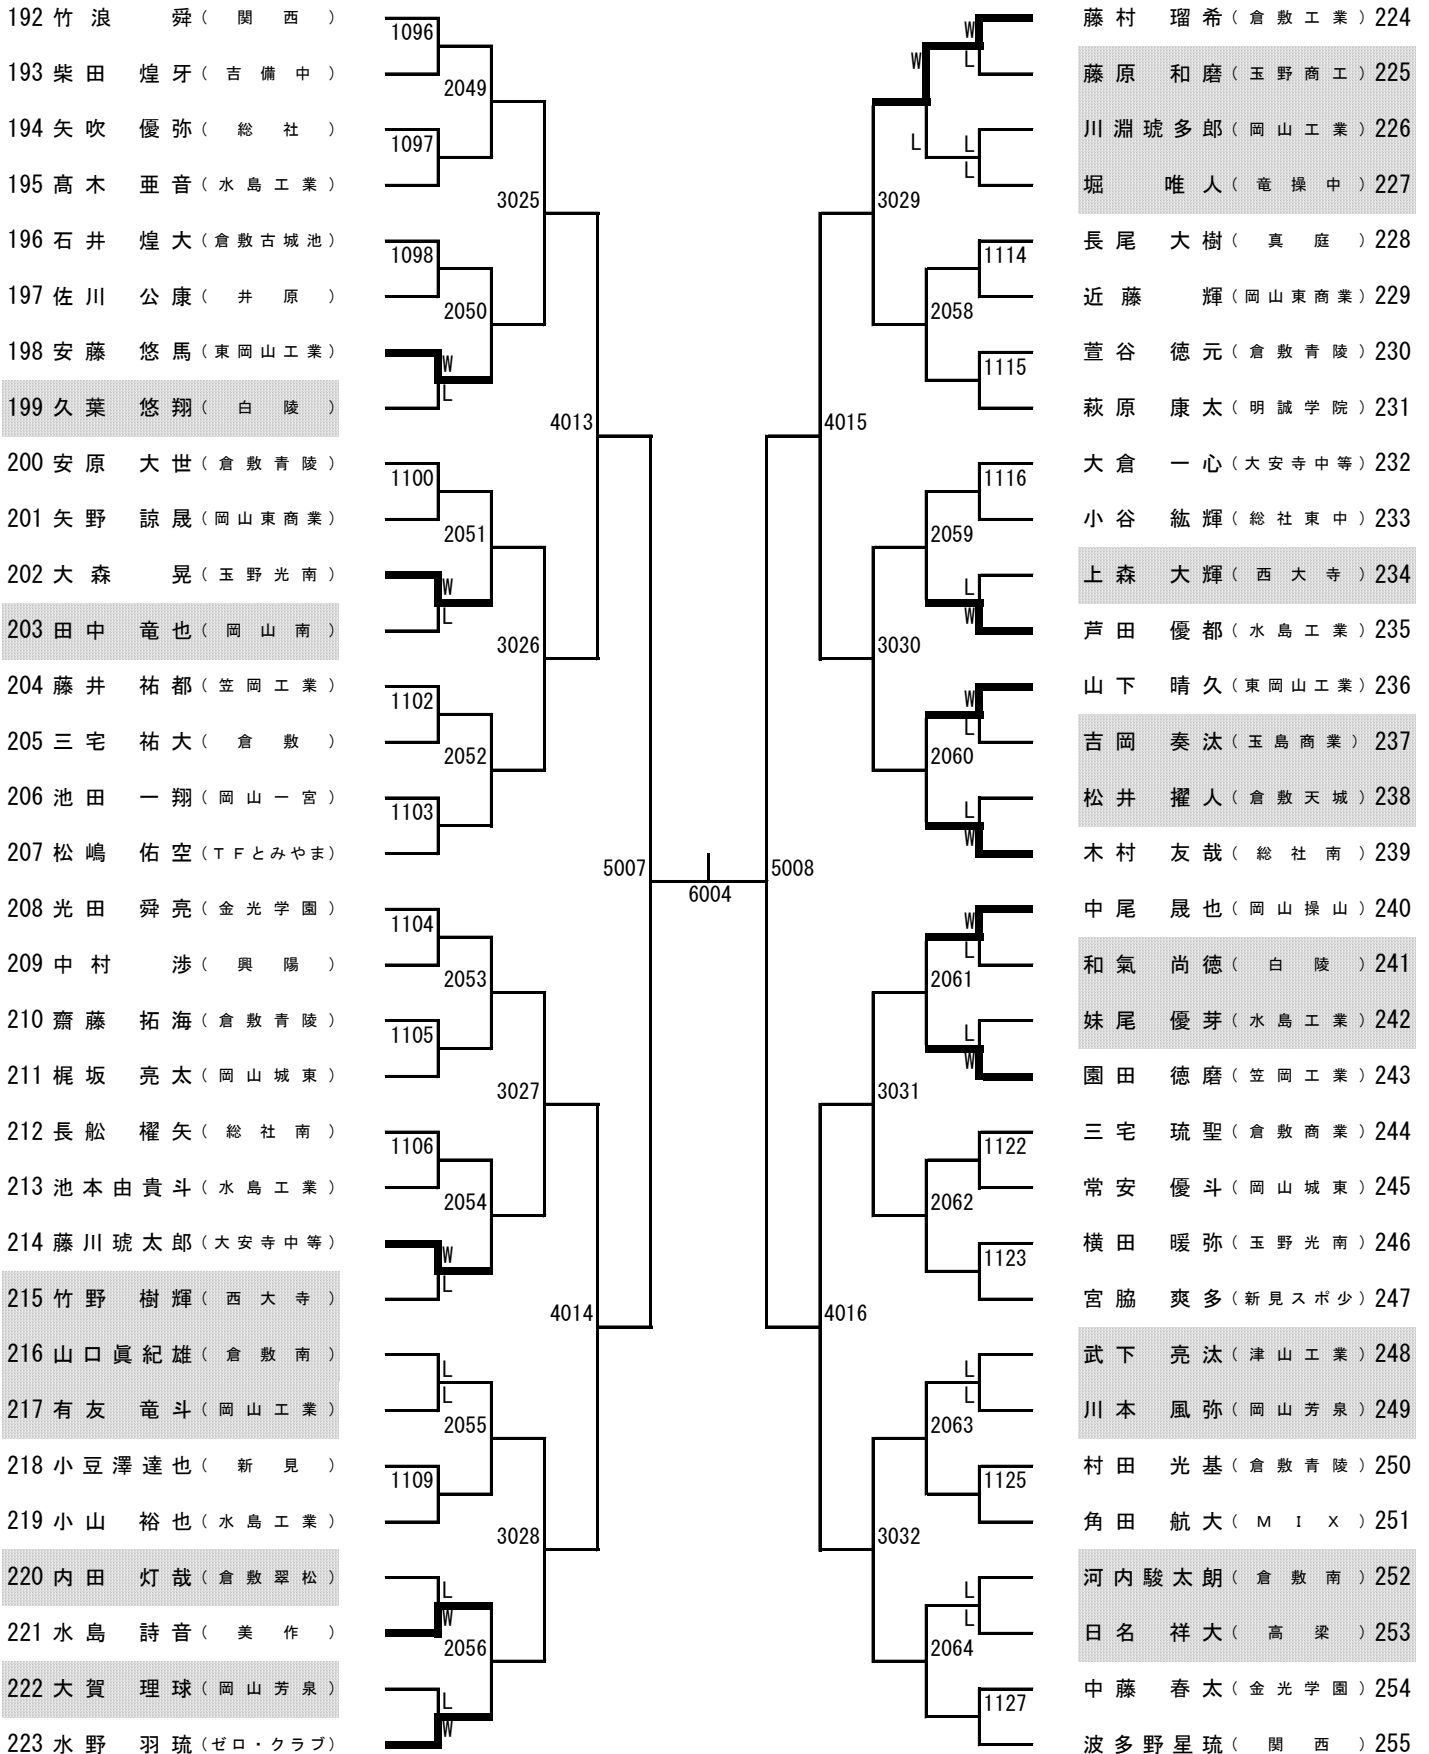 192 竹浪 舜 （ 関西 ）
193 柴田 煌牙 （ 吉備中 ）
194 矢吹 優弥 （ 総社 ）
195 髙木 亜音 （ 水島工業 ）
196 石井 煌大 （ 倉敷古城池 ）
197 佐川 公康 （ 井原 ）
198 安藤 悠馬 （ 東岡山工業 ）
199 久葉 悠翔 （ 白陵 ）
200 安原 大世 （ 倉敷青陵 ）
201 矢野 諒晟 （ 岡山東商業 ）
202 大森 晃 （ 玉野光南 ）
203 田中 竜也 （ 岡山南 ）
204 藤井 祐都 （ 笠岡工業 ）
205 三宅 祐大 （ 倉敷 ）
206 池田 一翔 （ 岡山一宮 ）
207 松嶋 佑空 （ ＴＦとみやま ）
208 光田 舜亮 （ 金光学園 ）
209 中村 渉 （ 興陽 ）
210 齋藤 拓海 （ 倉敷青陵 ）
211 梶坂 亮太 （ 岡山城東 ）
212 長舩 櫂矢 （ 総社南 ）
213 池本由貴斗 （ 水島工業 ）
214 藤川琥太郎 （ 大安寺中等 ）
215 竹野 樹輝 （ 西大寺 ）
216 山口眞紀雄 （ 倉敷南 ）
217 有友 竜斗 （ 岡山工業 ）
218 小豆澤達也 （ 新見 ）
219 小山 裕也 （ 水島工業 ）
220 内田 灯哉 （ 倉敷翠松 ）
221 水島 詩音 （ 美作 ）
222 大賀 理球 （ 岡山芳泉 ）
223 水野 羽琉 （ ゼロ・クラブ ）
1096
2049
1097
3025
1098
2050
W
L
4013
1100
2051
W
L
3026
1102
2052
1103
5007
1104
2053
1105
3027
1106
2054
W
L
4014
L
L
2055
1109
3028
L
W
2056
L
W
6004
W
L
W
L
L
L
3029
1114
2058
1115
4015
1116
2059
L
W
3030
W
L
2060
L
W
5008
W
L
2061
L
W
3031
1122
2062
1123
4016
L
L
2063
1125
3032
L
L
2064
1127
藤村 瑠希 （ 倉敷工業 ） 224
藤原 和磨 （ 玉野商工 ） 225
川淵琥多郎 （ 岡山工業 ） 226
堀 唯人 （ 竜操中 ） 227
長尾 大樹 （ 真庭 ） 228
近藤 輝 （ 岡山東商業 ） 229
萱谷 徳元 （ 倉敷青陵 ） 230
萩原 康太 （ 明誠学院 ） 231
大倉 一心 （ 大安寺中等 ） 232
小谷 紘輝 （ 総社東中 ） 233
上森 大輝 （ 西大寺 ） 234
芦田 優都 （ 水島工業 ） 235
山下 晴久 （ 東岡山工業 ） 236
吉岡 奏汰 （ 玉島商業 ） 237
松井 擢人 （ 倉敷天城 ） 238
木村 友哉 （ 総社南 ） 239
中尾 晟也 （ 岡山操山 ） 240
和氣 尚徳 （ 白陵 ） 241
妹尾 優芽 （ 水島工業 ） 242
園田 徳磨 （ 笠岡工業 ） 243
三宅 琉聖 （ 倉敷商業 ） 244
常安 優斗 （ 岡山城東 ） 245
横田 暖弥 （ 玉野光南 ） 246
宮脇 爽多 （ 新見スポ少 ） 247
武下 亮汰 （ 津山工業 ） 248
川本 風弥 （ 岡山芳泉 ） 249
村田 光基 （ 倉敷青陵 ） 250
角田 航大 （ ＭＩＸ ） 251
河内駿太朗 （ 倉敷南 ） 252
日名 祥大 （ 高梁 ） 253
中藤 春太 （ 金光学園 ） 254
波多野星琉 （ 関西 ） 255